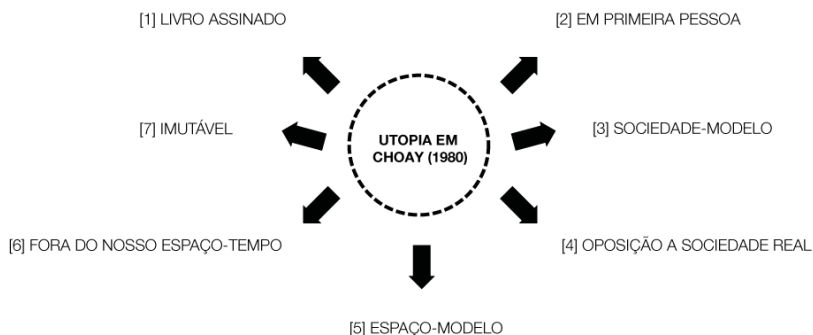 [1] LIVRO ASSINADO
[2] EM PRIMEIRA PESSOA
[7] IMUTÁVEL
UTOPIA EM
CHOAY (1980)
[3] SOCIEDADE-MODELO
[6] FORA DO NOSSO ESPAÇO-TEMPO
[4] OPOSIÇÃO A SOCIEDADE REAL
[5] ESPAÇO-MODELO